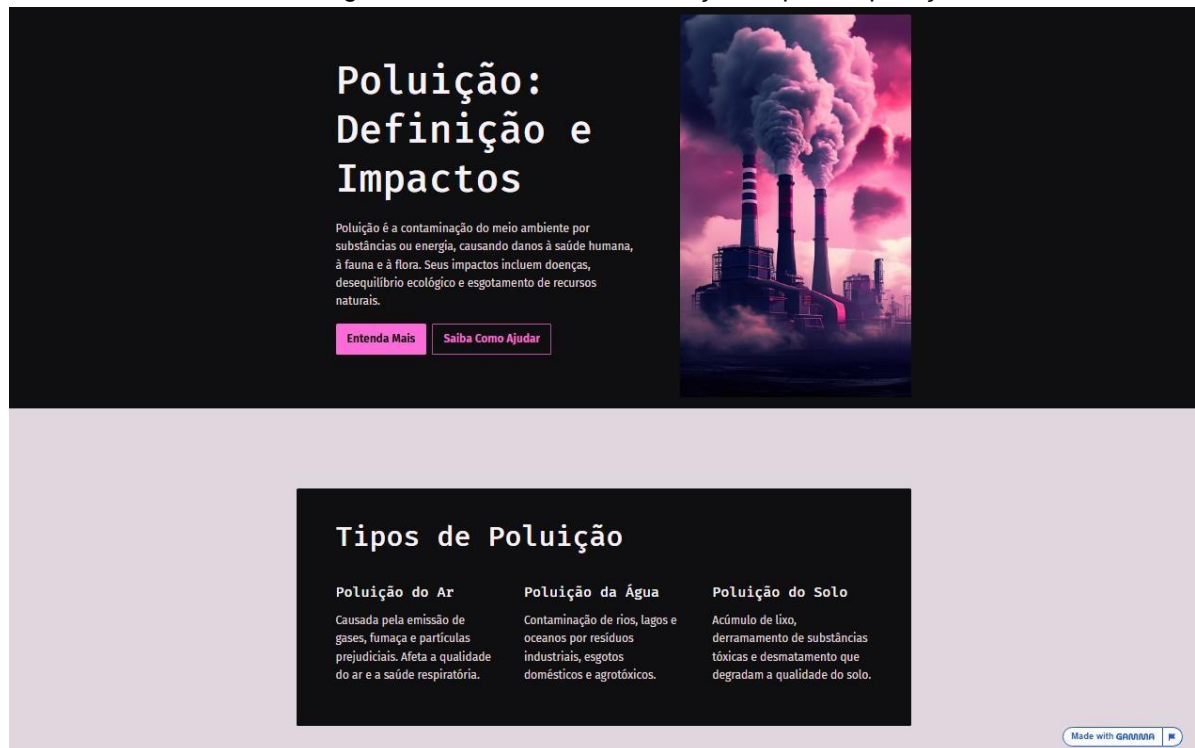 Poluição:
Definição e
Impactos
Poluição é a contaminação do meio ambiente por
substâncias ou energia, causando danos à saúde humana,
à fauna e à flora. Seus impactos incluem doenças,
desequilíbrio ecológico e esgotamento de recursos
naturais.
Entenda Mais
Saiba Como Ajudar
Tipos de Poluição
Poluição do Ar
Causada pela emissão de
gases, fumaça e partículas
prejudiciais. Afeta a qualidade
do ar e a saúde respiratória.
Poluição da Água
Contaminação de rios, lagos e
oceanos por resíduos
industriais, esgotos
domésticos e agrotóxicos.
Poluição do Solo
Acúmulo de lixo,
derramamento de substâncias
tóxicas e desmatamento que
degradam a qualidade do solo.
Made with GAMMA